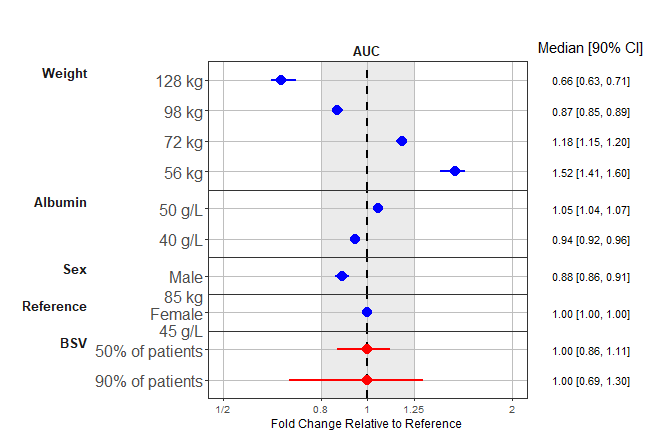 AUC
Median [90% CI]
Weight
128 kg
0.66 [0.63, 0.71]
98 kg
0.87 [0.85, 0.89]
72 kg
1.18 [1.15, 1.20]
56 kg
1.52 [1.41, 1.60]
Albumin
50 g/L
1.05 [1.04, 1.07]
40 g/L
0.94 [0.92, 0.96]
Sex
Male
0.88 [0.86, 0.91]
Reference
85 kg
Female
45 g/L
1.00 [1.00, 1.00]
BSV
50% of patients
1.00 [0.86, 1.11]
90% of patients
1.00 [0.69, 1.30]
1/2
0.8
1
1.25
2
Fold Change Relative to Reference